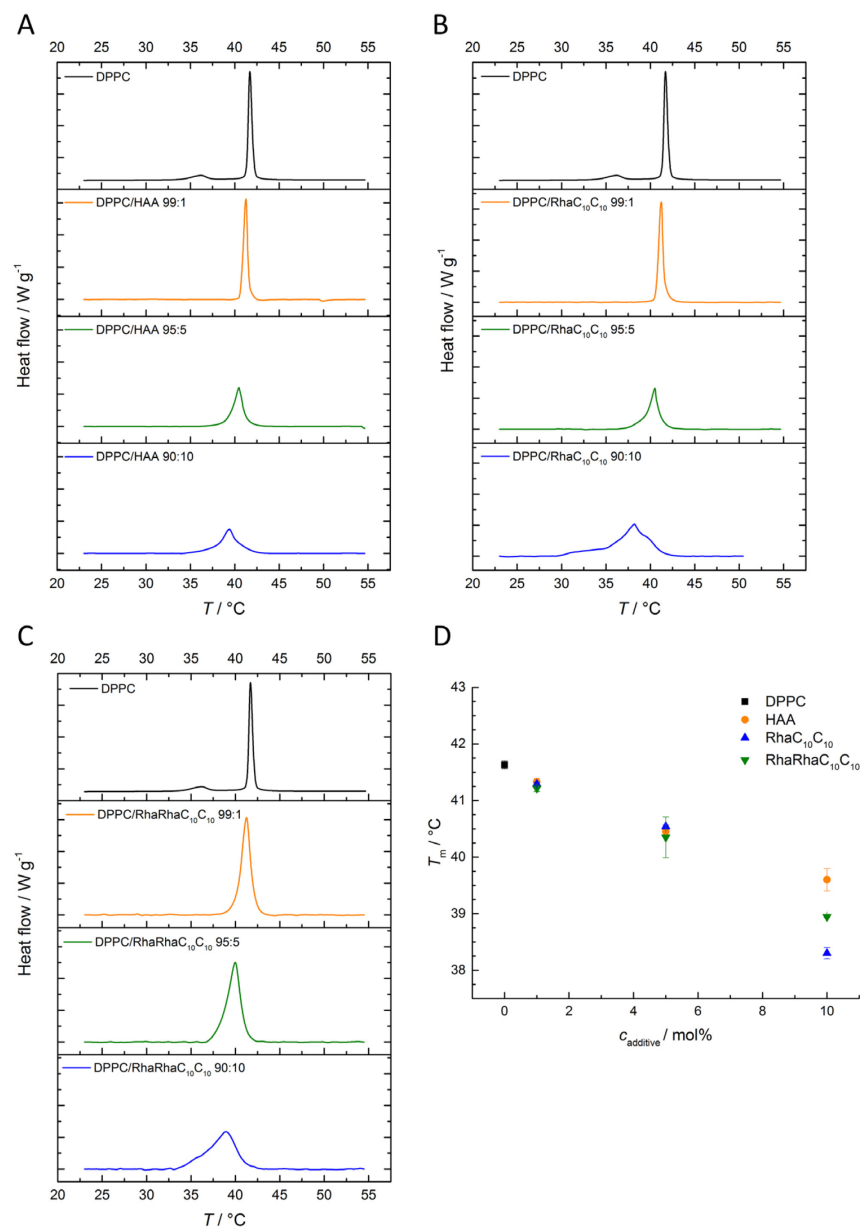 A
20 25 30 35 40 45 50 55
DPPC
DPPC/HAA 99:1
DPPC/HAA 95:5
DPPC/HAA 90:10
Heat flow / W g⁻¹
20 25 30 35 40 45 50 55
T / °C
B
20 25 30 35 40 45 50 55
DPPC
DPPC/RhaC₁₀C₁₀ 99:1
DPPC/RhaC₁₀C₁₀ 95:5
DPPC/RhaC₁₀C₁₀ 90:10
Heat flow / W g⁻¹
20 25 30 35 40 45 50 55
T / °C
C
20 25 30 35 40 45 50 55
DPPC
DPPC/RhaRhaC₁₀C₁₀ 99:1
DPPC/RhaRhaC₁₀C₁₀ 95:5
DPPC/RhaRhaC₁₀C₁₀ 90:10
Heat flow / W g⁻¹
20 25 30 35 40 45 50 55
T / °C
D
43
42
41
40
39
38
Tₘ / °C
DPPC
HAA
RhaC₁₀C₁₀
RhaRhaC₁₀C₁₀
0 2 4 6 8 10
c additive / mol%